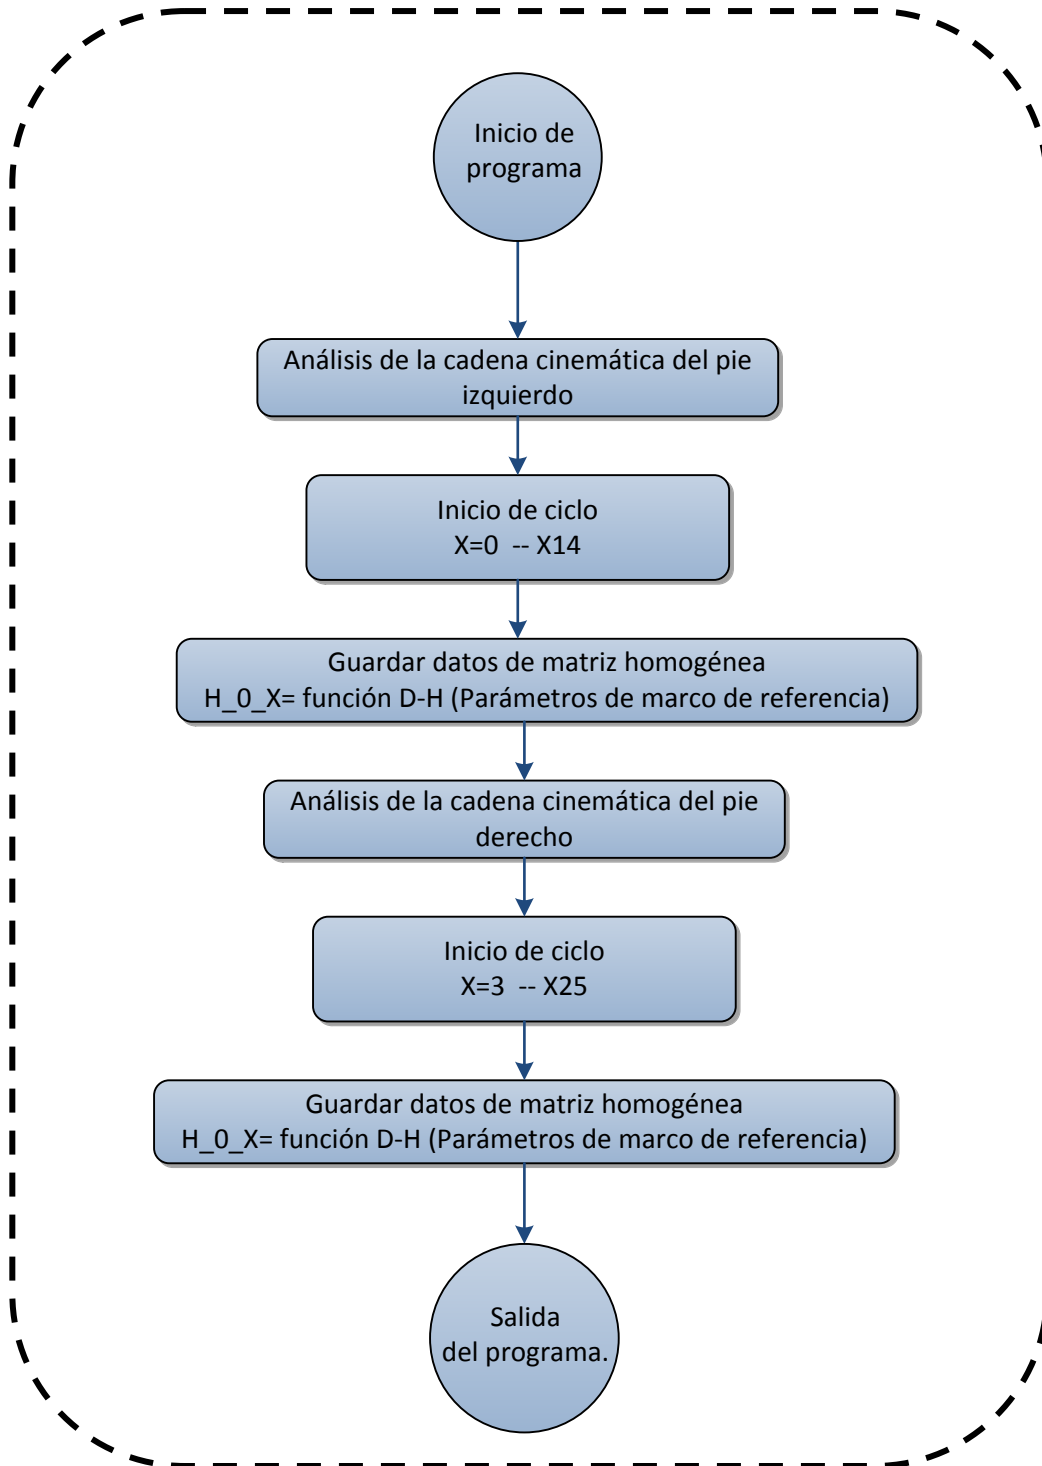 Inicio de
programa
Análisis de la cadena cinemática del pie
izquierdo
Inicio de ciclo
X=0 -- X14
Guardar datos de matriz homogénea
H_0_X= función D-H (Parámetros de marco de referencia)
Análisis de la cadena cinemática del pie
derecho
Inicio de ciclo
X=3 -- X25
Guardar datos de matriz homogénea
H_0_X= función D-H (Parámetros de marco de referencia)
Salida
del programa.